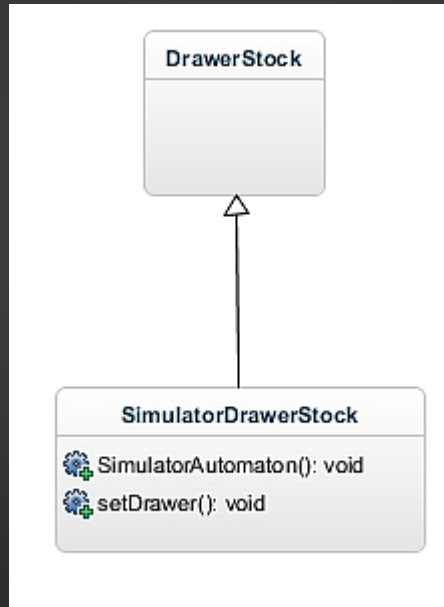 DrawerStock
SimulatorDrawerStock
SimulatorAutomaton(): void
setDrawer(): void